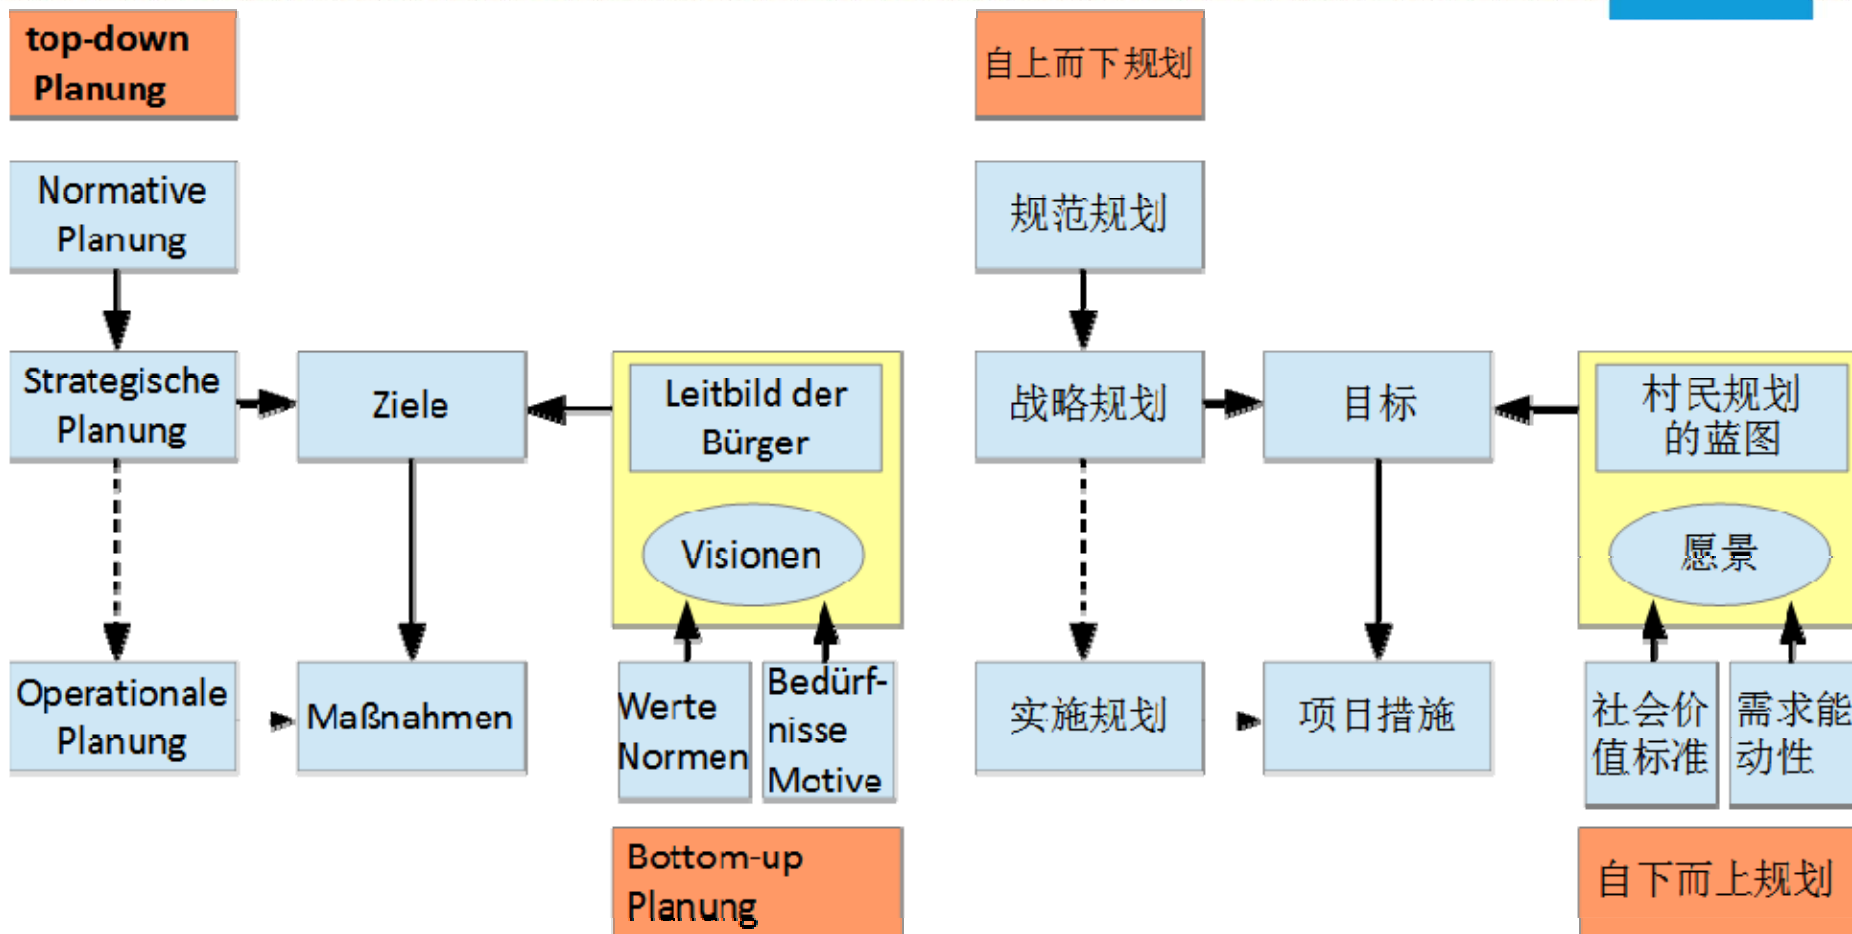 top-down
Planung
Normative
Planung
Strategische
Planung
Ziele
Leitbild der
Bürger
Visionen
Operationale
Planung
Maßnahmen
Werte
Normen
Bedürf-
nisse
Motive
Bottom-up
Planung
自上而下规划
规范规划
战略规划
目标
村民规划
的蓝图
愿景
实施规划
项目措施
社会价
值标准
需求能
动性
自下而上规划